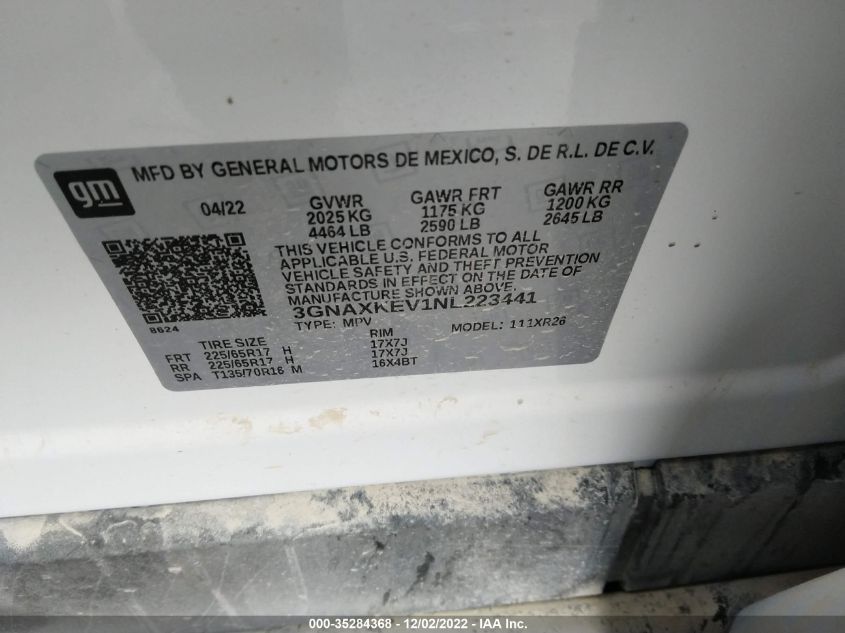 gm
MFD BY GENERAL MOTORS DE MEXICO, S. DE R.L. DE C.V.
04/22 GVWR GAWR FRT GAWR RR
2025 KG 1175 KG 1200 KG
4464 LB 2590 LB 2645 LB
THIS VEHICLE CONFORMS TO ALL
APPLICABLE U.S. FEDERAL MOTOR
VEHICLE SAFETY AND THEFT PREVENTION
STANDARDS IN EFFECT ON THE DATE OF
MANUFACTURE SHOWN ABOVE.
3GNAXKEV1NL223441
8624 TYPE: MPV MODEL: 111XR26
TIRE SIZE RIM
FRT 225/65R17 H 17X7J
RR 225/65R17 H 17X7J
SPA T135/70R16 M 16X4BT
000-35284368 - 12/02/2022 - IAA Inc.